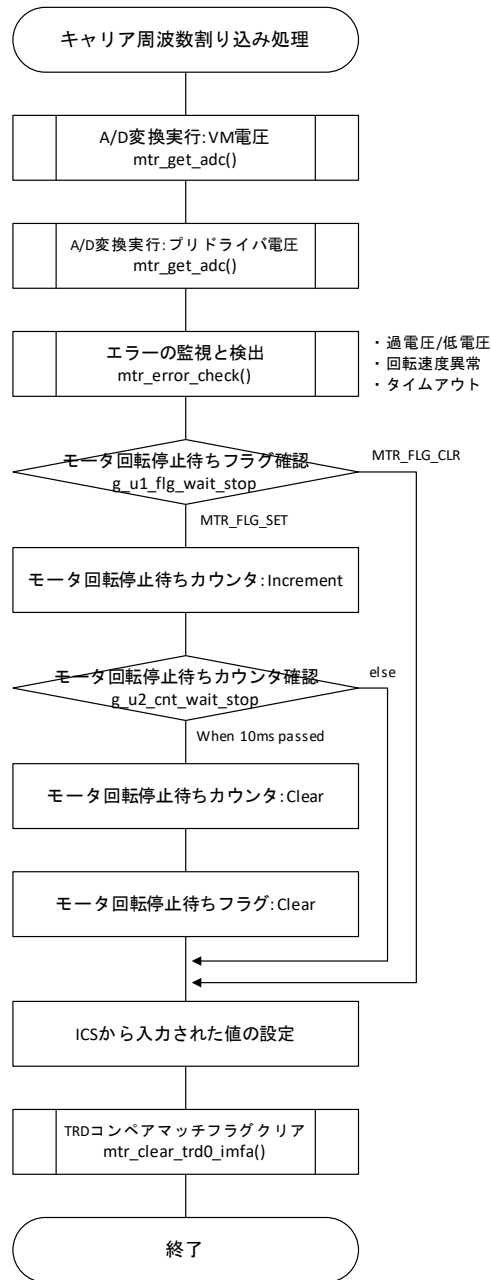 キャリア周波数割り込み処理
A/D変換実行:VM電圧
mtr_get_adc()
A/D変換実行:プリドライバ電圧
mtr_get_adc()
エラーの監視と検出
mtr_error_check()
・過電圧/低電圧
・回転速度異常
・タイムアウト
モータ回転停止待ちフラグ確認
g_u1_flg_wait_stop
MTR_FLG_CLR
MTR_FLG_SET
モータ回転停止待ちカウンタ:Increment
モータ回転停止待ちカウンタ確認
g_u2_cnt_wait_stop
else
When 10ms passed
モータ回転停止待ちカウンタ:Clear
モータ回転停止待ちフラグ:Clear
ICSから入力された値の設定
TRDコンペアマッチフラグクリア
mtr_clear_trd0_imfa()
終了